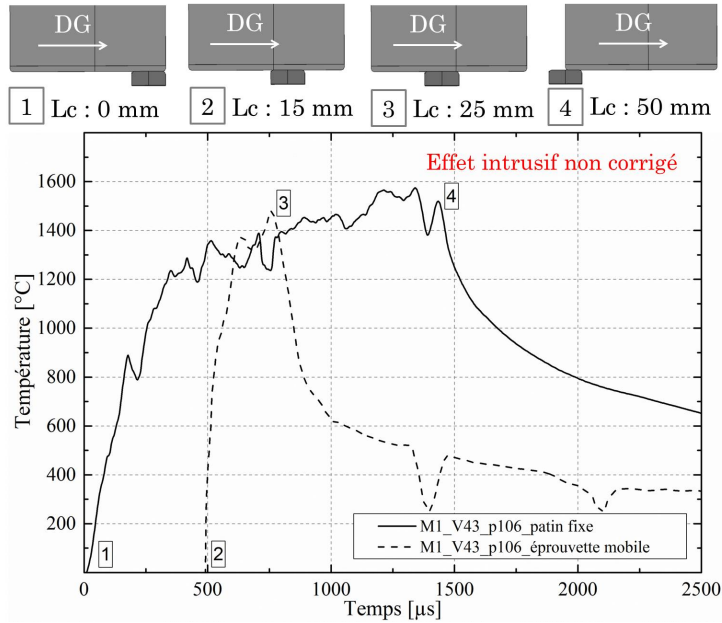 DG DG DG DG
1 Lc : 0 mm 2 Lc : 15 mm 3 Lc : 25 mm 4 Lc : 50 mm
Effet intrusif non corrigé
1600
1400
1200
1000
800
600
400
200
Température [°C]
3
4
1
2
M1_V43_p106_patin fixe
M1_V43_p106_éprouvette mobile
0 500 1000 1500 2000 2500
Temps [µs]